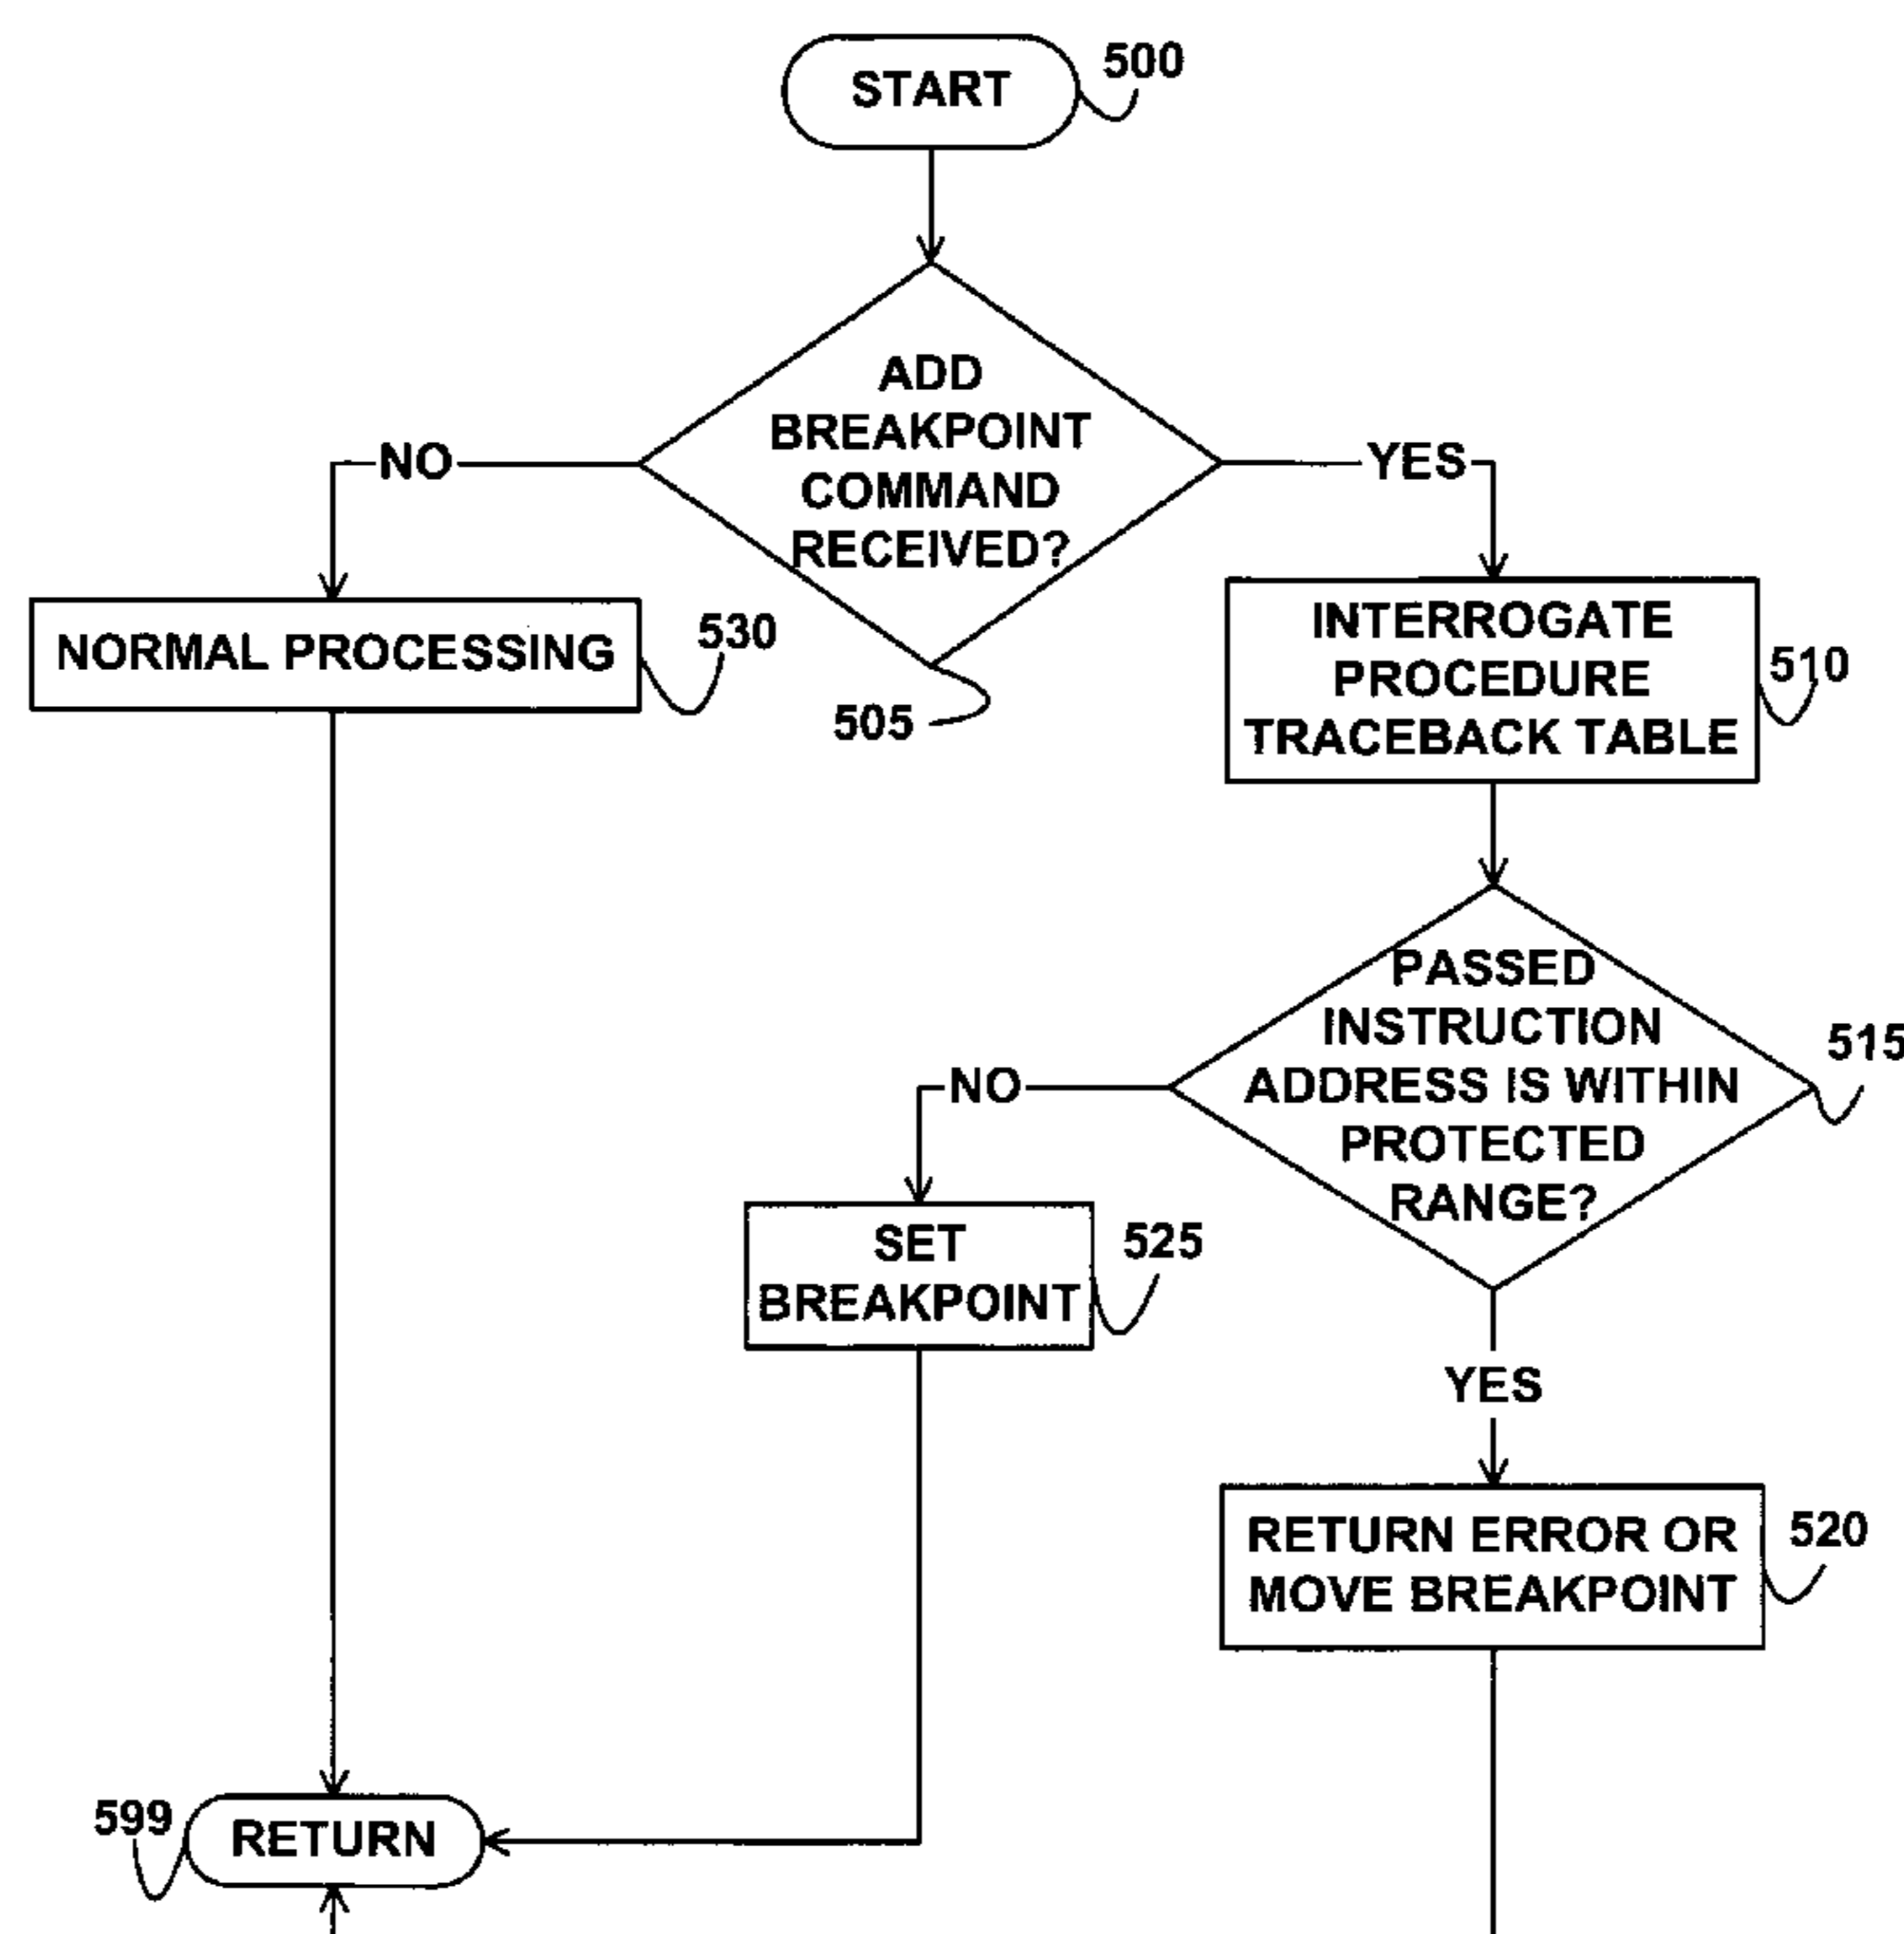 START
500
ADD
BREAKPOINT
COMMAND
RECEIVED?
NO
YES
505
NORMAL PROCESSING
530
INTERROGATE
PROCEDURE
TRACEBACK TABLE
510
PASSED
INSTRUCTION
ADDRESS IS WITHIN
PROTECTED
RANGE?
515
NO
YES
SET
BREAKPOINT
525
RETURN ERROR OR
MOVE BREAKPOINT
520
599
RETURN